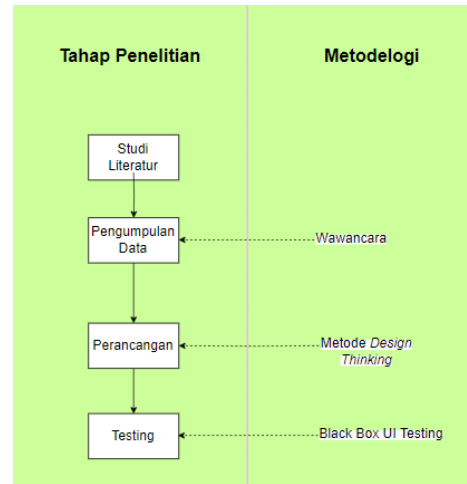 Tahap Penelitian
Metodelogi
Studi
Literatur
Pengumpulan
Data
Wawancara
Perancangan
Metode Design
Thinking
Testing
Black Box UI Testing